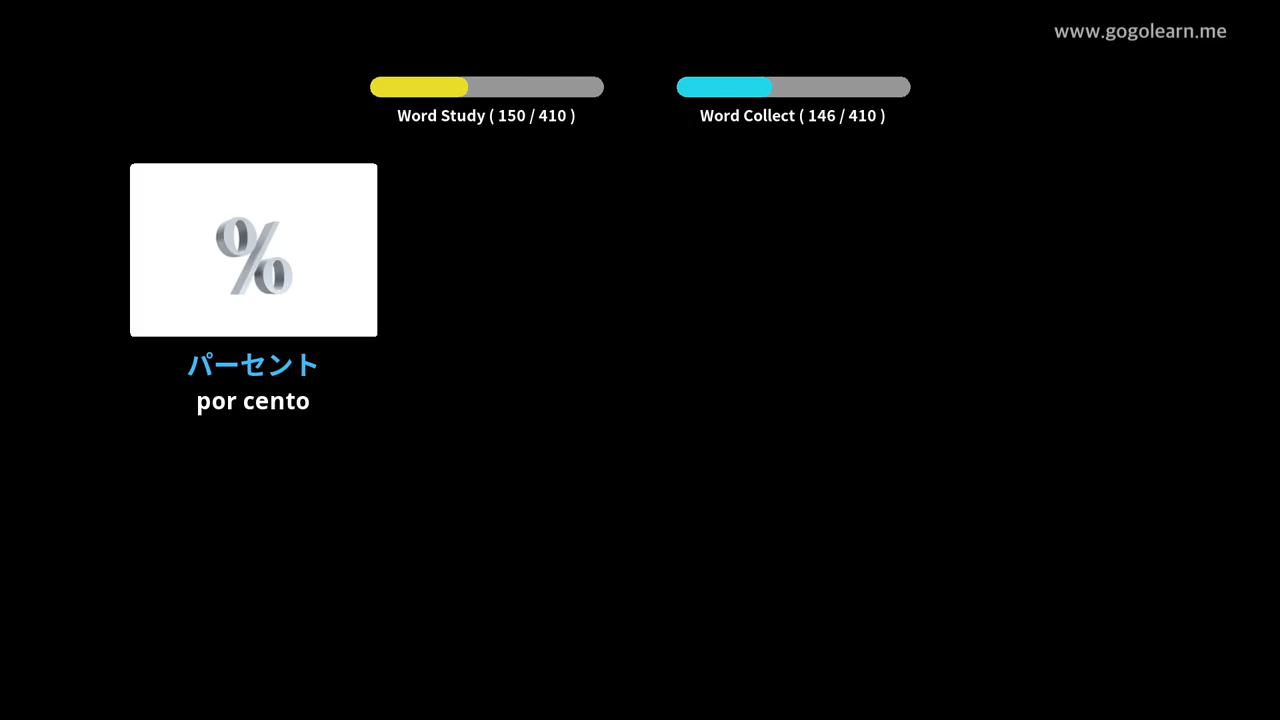 www.gogolearn.me
Word Study ( 150 / 410 )
Word Collect ( 146 / 410 )
%
パーセント
por cento